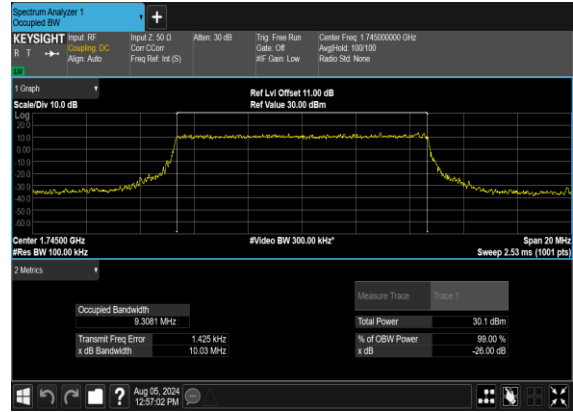 Spectrum Analyzer 1
Occupied BW
+
KEYSIGHT Input: RF Input Z: 50 Ω Atten: 30 dB Trig: Free Run Center Freq: 1.745000000 GHz
R T Coupling: DC Corr CCorr Gate: Off Avg|Hold: 100/100
Align: Auto Freq Ref: Int (S) #IF Gain: Low Radio Std: None
1 Graph
Ref Lvl Offset 11.00 dB
Scale/Div 10.0 dB Ref Value 30.00 dBm
Log
20.0
10.0
0.00
-10.0
-20.0
-30.0
-40.0
-50.0
-60.0
Center 1.74500 GHz #Video BW 300.00 kHz* Span 20 MHz
#Res BW 100.00 kHz Sweep 2.53 ms (1001 pts)
2 Metrics
Measure Trace Trace 1
Occupied Bandwidth
9.3081 MHz Total Power 30.1 dBm
Transmit Freq Error 1.425 kHz % of OBW Power 99.00 %
x dB Bandwidth 10.03 MHz x dB -26.00 dB
? Aug 05, 2024
12:57:02 PM